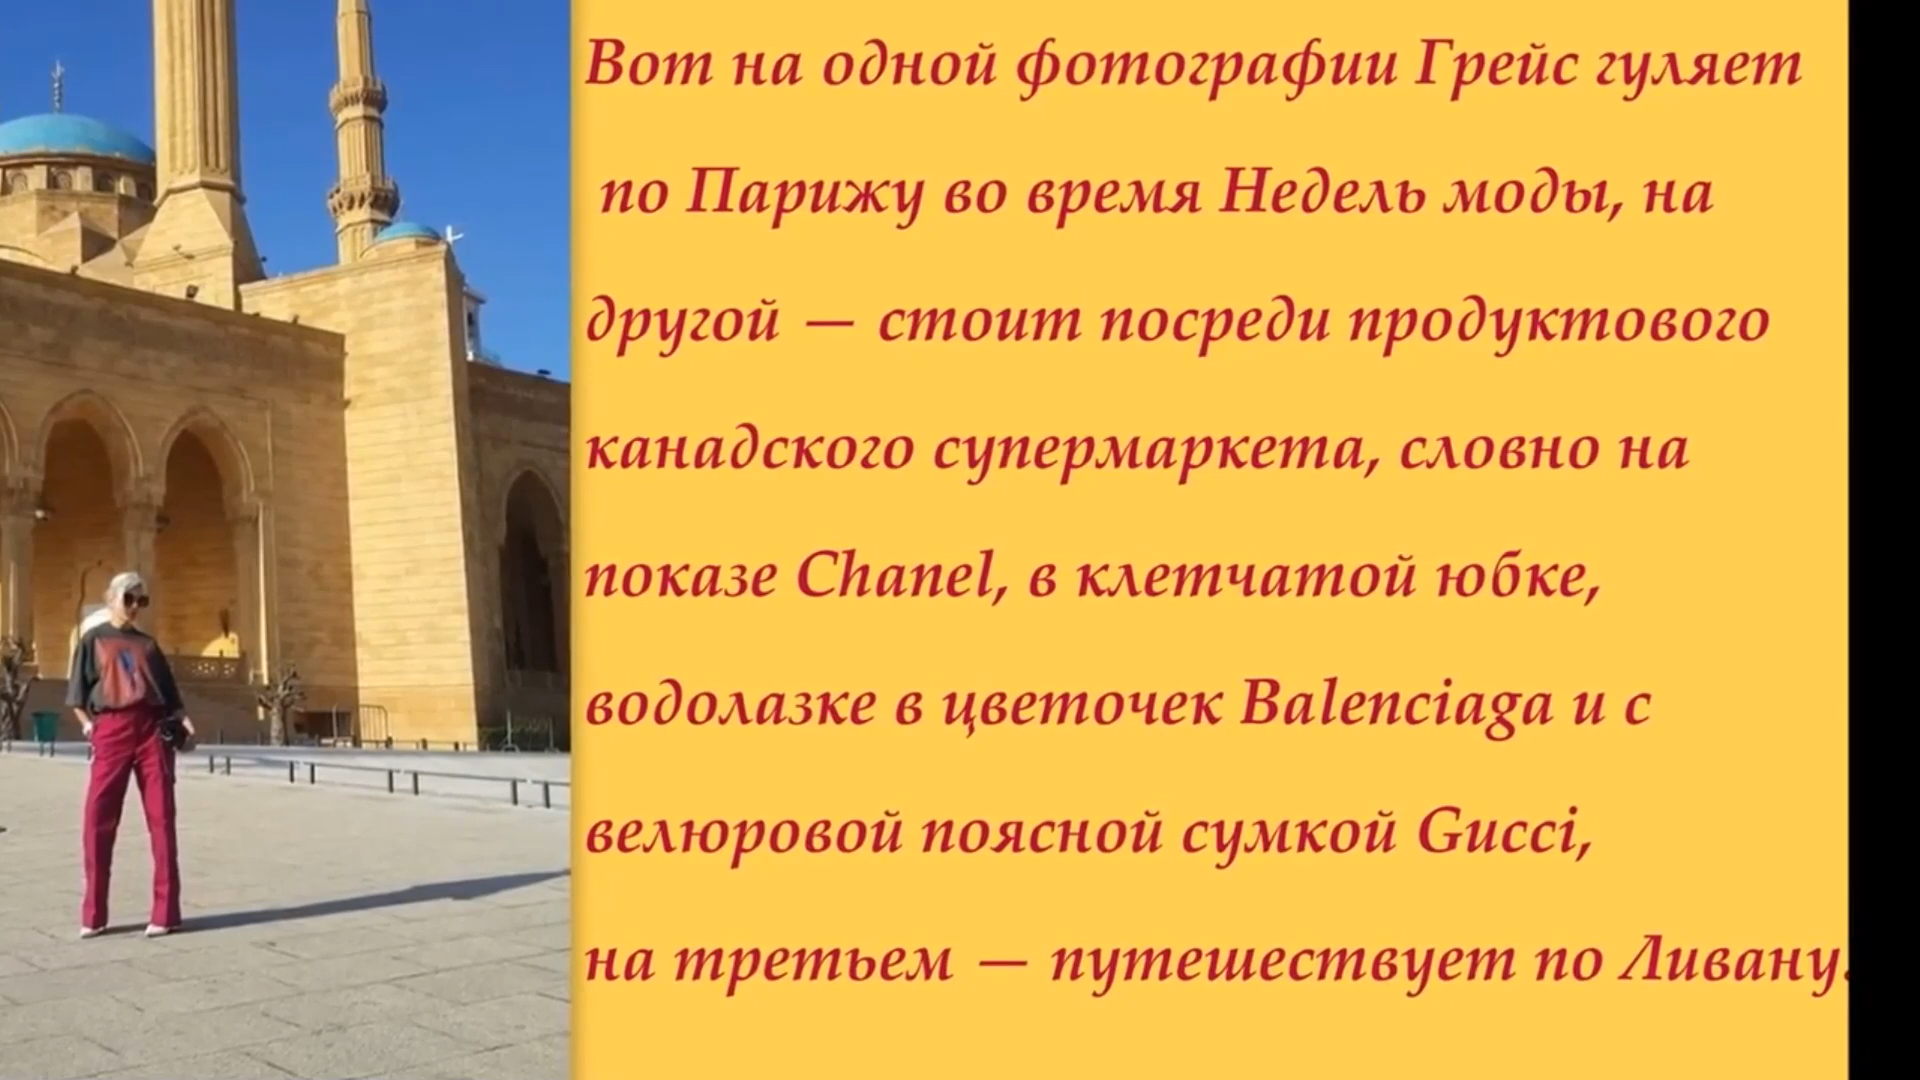 Вот на одной фотографии Грейс гуляет
по Парижу во время Недель моды, на
другой — стоит посреди продуктового
канадского супермаркета, словно на
показе Chanel, в клетчатой юбке,
водолазке в цветочек Balenciaga и с
велюровой поясной сумкой Gucci,
на третьем — путешествует по Ливану.